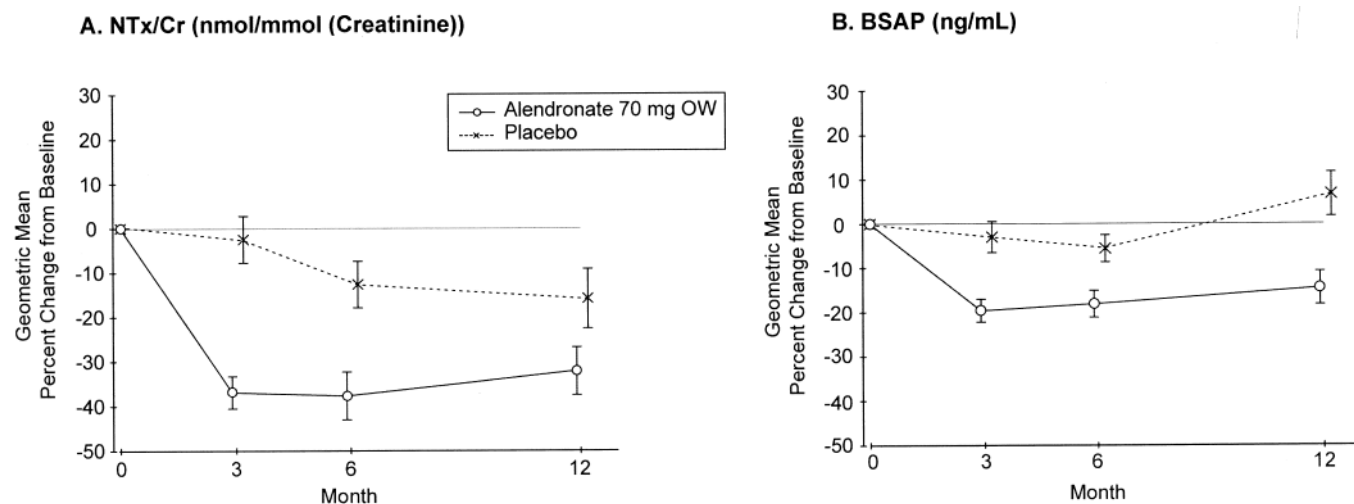 A. NTx/Cr (nmol/mmol (Creatinine))
B. BSAP (ng/mL)
Alendronate 70 mg OW
Placebo
Geometric Mean
Percent Change from Baseline
30
20
10
0
-10
-20
-30
-40
-50
0
3
6
12
Month
Geometric Mean
Percent Change from Baseline
30
20
10
0
-10
-20
-30
-40
-50
0
3
6
12
Month